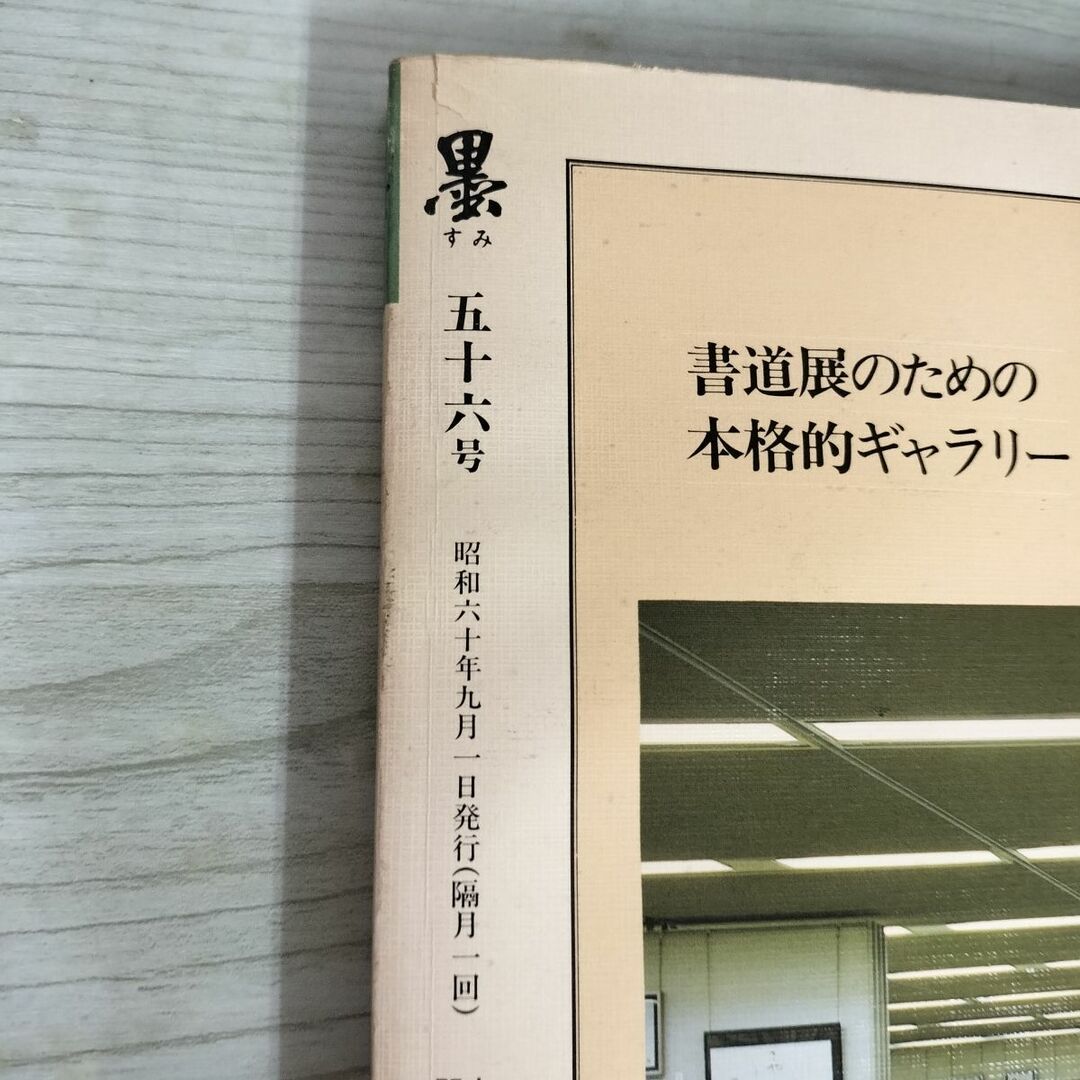 墨
すみ
五十六号
昭和六十年九月一日発行(隔月一回)
書道展のための
本格的ギャラリー